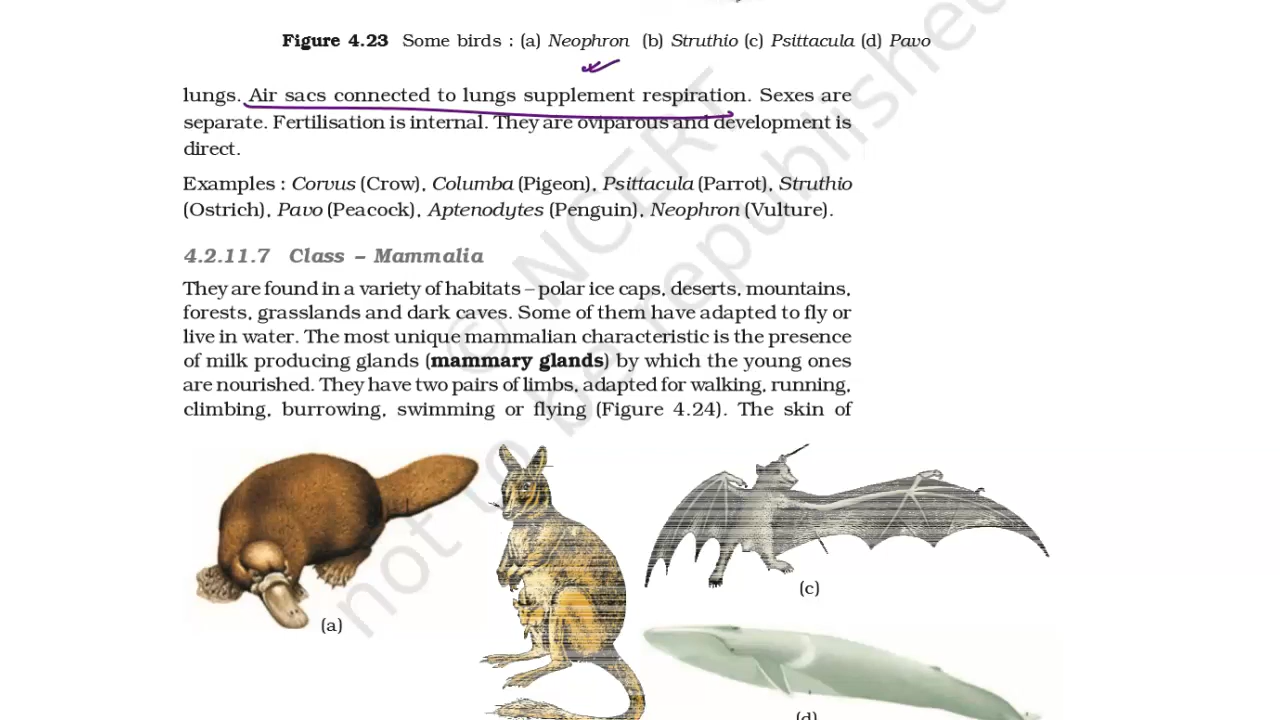 Figure 4.23 Some birds : (a) Neophron (b) Struthio (c) Psittacula (d) Pavo
lungs. Air sacs connected to lungs supplement respiration. Sexes are
separate. Fertilisation is internal. They are oviparous and development is
direct.
Examples : Corvus (Crow), Columba (Pigeon), Psittacula (Parrot), Struthio
(Ostrich), Pavo (Peacock), Aptenodytes (Penguin), Neophron (Vulture).
4.2.11.7 Class – Mammalia
They are found in a variety of habitats – polar ice caps, deserts, mountains,
forests, grasslands and dark caves. Some of them have adapted to fly or
live in water. The most unique mammalian characteristic is the presence
of milk producing glands (mammary glands) by which the young ones
are nourished. They have two pairs of limbs, adapted for walking, running,
climbing, burrowing, swimming or flying (Figure 4.24). The skin of
(c)
(a)
(d)
© NCERT
not to be republished